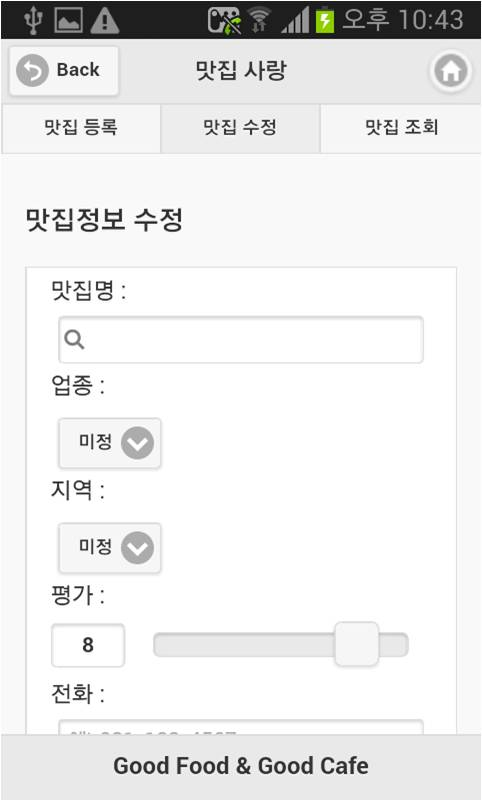 오후 10:43
Back
맛집 사랑
맛집 등록 맛집 수정 맛집 조회
맛집정보 수정
맛집명 :
업종 :
미정
지역 :
미정
평가 :
8
전화 :
Good Food & Good Cafe